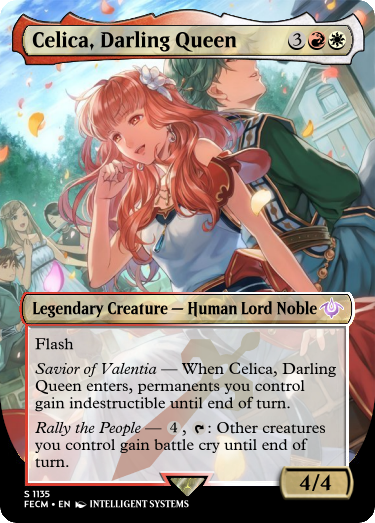 Celica, Darling Queen 3
Legendary Creature — Human Lord Noble
Flash
Savior of Valentia — When Celica, Darling
Queen enters, permanents you control
gain indestructible until end of turn.
Rally the People — 4 , : Other creatures
you control gain battle cry until end of
turn.
4/4
S 1135
FECM • EN INTELLIGENT SYSTEMS